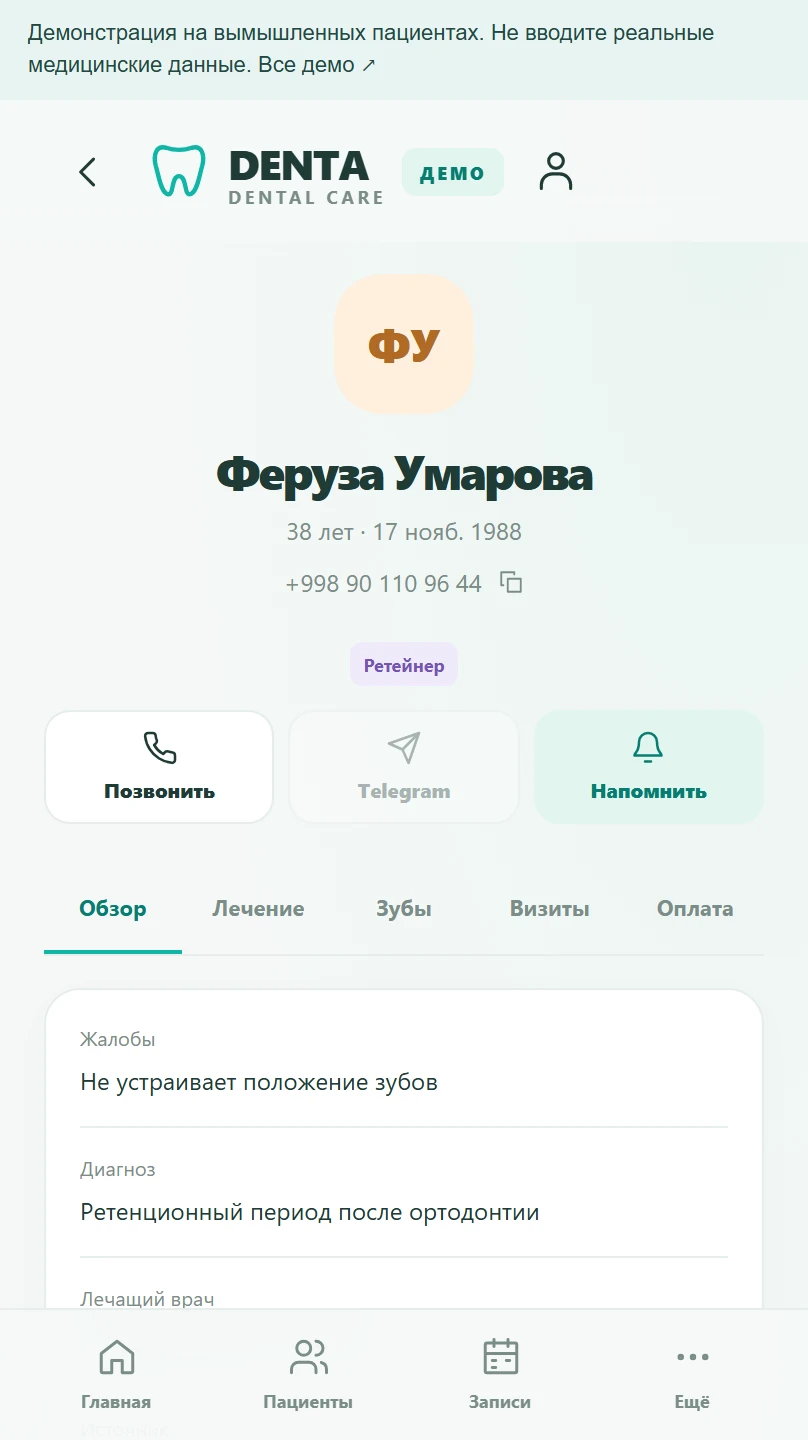 Демонстрация на вымышленных пациентах. Не вводите реальные
медицинские данные. Все демо ↗
DENTA
DENTAL CARE
ДЕМО
ФУ
Феруза Умарова
38 лет · 17 нояб. 1988
+998 90 110 96 44
Ретейнер
Позвонить
Telegram
Напомнить
Обзор
Лечение
Зубы
Визиты
Оплата
Жалобы
Не устраивает положение зубов
Диагноз
Ретенционный период после ортодонтии
Лечащий врач
Главная
Пациенты
Записи
Ещё
Источник